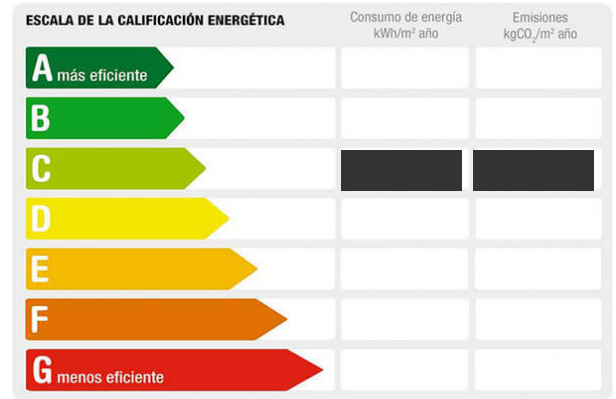 ESCALA DE LA CALIFICACIÓN ENERGÉTICA
Consumo de energía
kWh/m² año
Emisiones
kgCO₂/m² año
A más eficiente
B
C
D
E
F
G menos eficiente